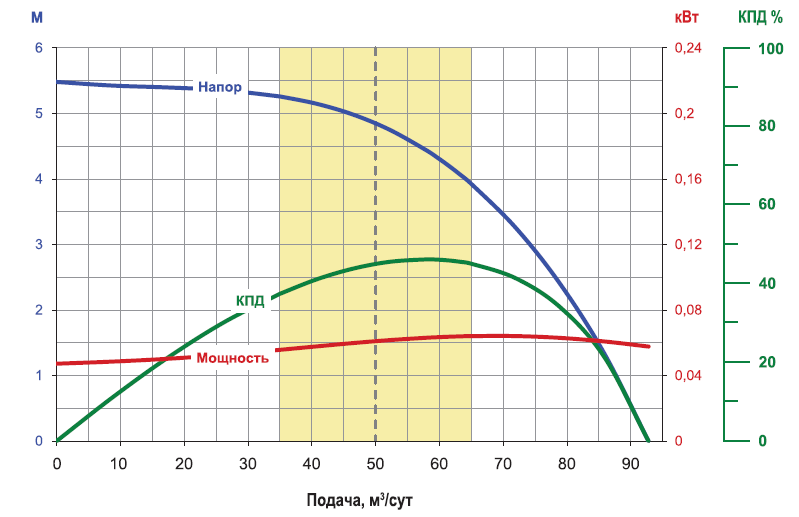 М кВт КПД %
6 0,24 100
Напор
5 0,2 80
4 0,16 60
3 0,12
КПД 40
2 0,08
Мощность 20
1 0,04
0 0 0
0 10 20 30 40 50 60 70 80 90
Подача, м³/сут